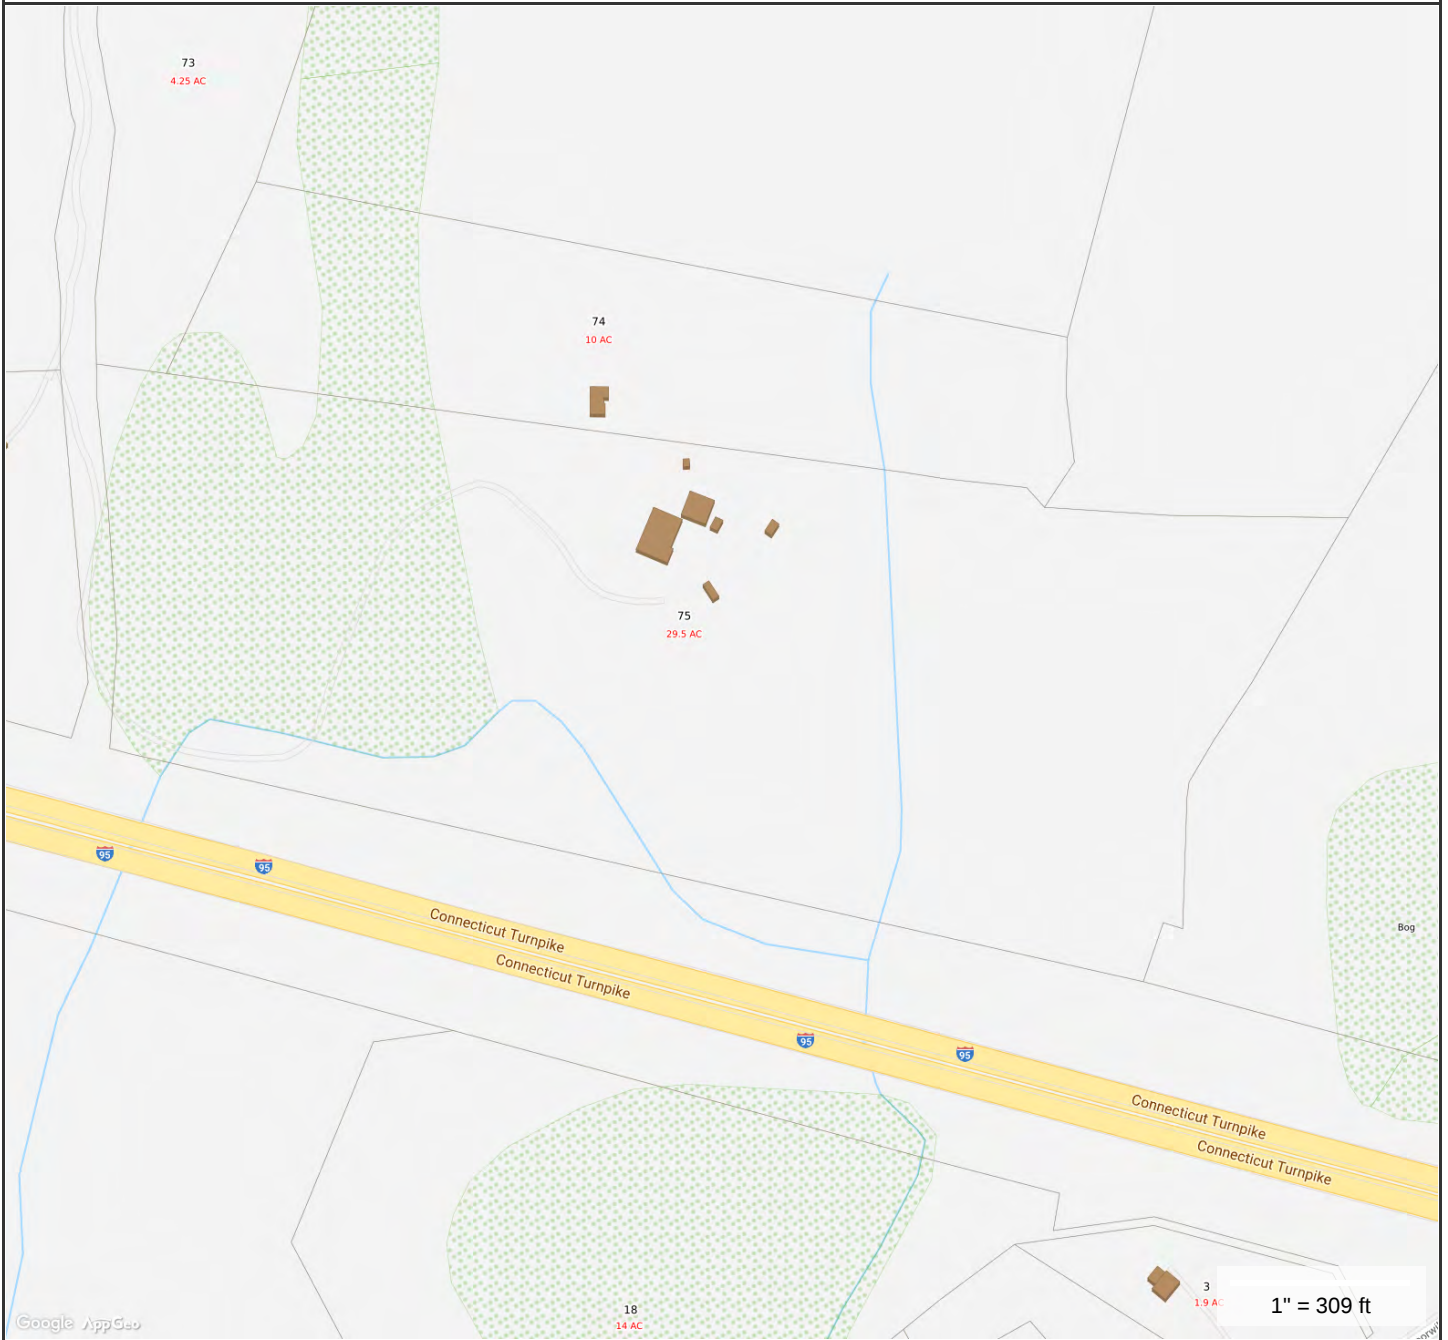 73
4.25 AC
74
10 AC
75
29.5 AC
95
95
Connecticut Turnpike
Connecticut Turnpike
Bog
95
95
Connecticut Turnpike
Connecticut Turnpike
3
1.9 AC
1" = 309 ft
18
14 AC
Google AppGeo